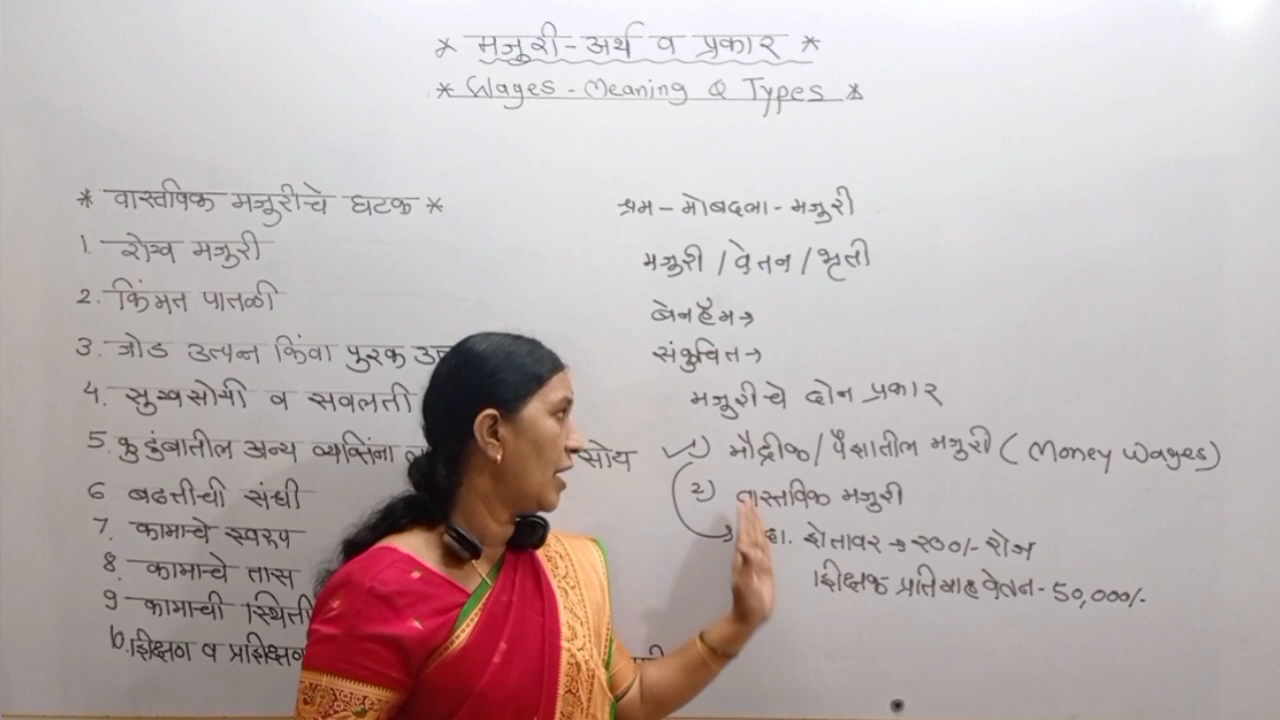 * मजुरी - अर्थ व प्रकार *
* Wages - Meaning & Types *
* वास्तविक मजुरीचे घटक *
1. रोख मजुरी
2. किंमत पातळी
3. जोड उत्पन्न किंवा पुरक
4. सुखसोयी व सवलती
5. कुटुंबातील अन्य व्यक्तिंना सोय
6 बढतीची संधी
7. कामाचे स्वरुप
8. कामाचे तास
9 कामाची स्थिती
10. शिक्षण व प्रशिक्षण
श्रम - मोबदला - मजुरी
मजुरी / वेतन / भृती
बेनहॅम →
संकुचित →
मजुरीचे दोन प्रकार
१) मौद्रीक / पैशातील मजुरी ( Money Wages)
२) वास्तविक मजुरी
शेतावर → २००/- रोज
शिक्षक प्रतिमाह वेतन - 50,000/-